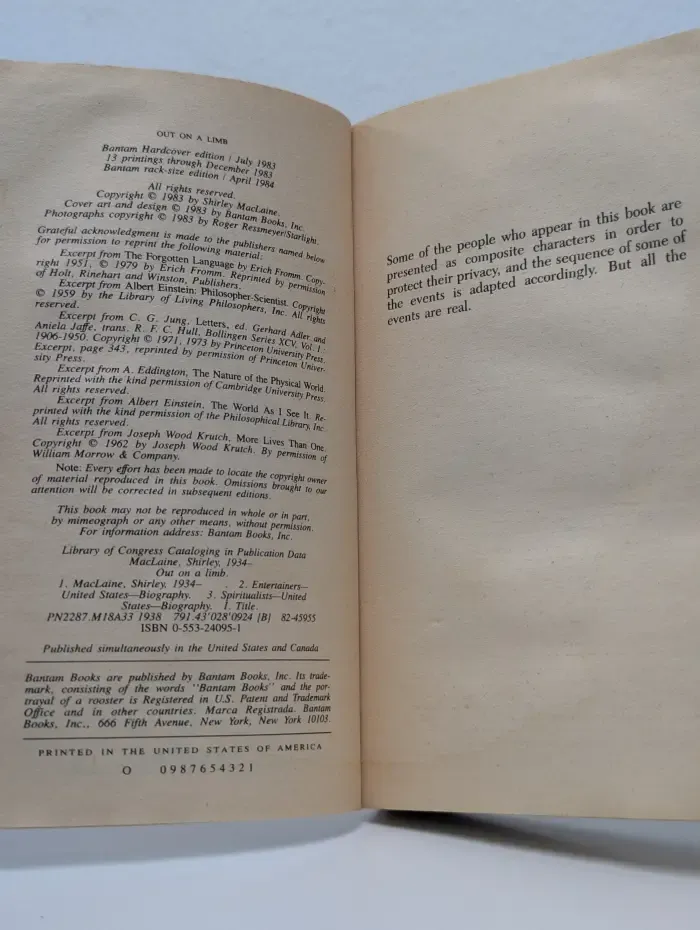 OUT ON A LIMB
Bantam Hardcover edition / July 1983
13 printings through December 1983
Bantam rack-size edition / April 1984
All rights reserved.
Copyright © 1983 by Shirley MacLaine.
Cover art and design © 1983 by Bantam Books, Inc.
Photographs copyright © 1983 by Roger Ressmeyer/Starlight.
Grateful acknowledgment is made to the publishers named below
for permission to reprint the following material:
Excerpt from The Forgotten Language by Erich Fromm. Copy-
right 1951, © 1979 by Erich Fromm. Reprinted by permission
of Holt, Rinehart and Winston, Publishers.
Excerpt from Albert Einstein: Philosopher-Scientist. Copyright
© 1959 by the Library of Living Philosophers, Inc. All rights
reserved.
Excerpt from C. G. Jung, Letters, ed. Gerhard Adler and
Aniela Jaffe, trans. R. F. C. Hull, Bollingen Series XCV, Vol. 1:
1906-1950. Copyright © 1971, 1973 by Princeton University Press.
Excerpt, page 343, reprinted by permission of Princeton Univer-
sity Press.
Excerpt from A. Eddington, The Nature of the Physical World.
Reprinted with the kind permission of Cambridge University Press.
All rights reserved.
Excerpt from Albert Einstein, The World As I See It. Re-
printed with the kind permission of the Philosophical Library, Inc.
All rights reserved.
Excerpt from Joseph Wood Krutch, More Lives Than One.
Copyright © 1962 by Joseph Wood Krutch. By permission of
William Morrow & Company.
Note: Every effort has been made to locate the copyright owner
of material reproduced in this book. Omissions brought to our
attention will be corrected in subsequent editions.
This book may not be reproduced in whole or in part,
by mimeograph or any other means, without permission.
For information address: Bantam Books, Inc.
Library of Congress Cataloging in Publication Data
MacLaine, Shirley, 1934–
Out on a limb.
1. MacLaine, Shirley, 1934– . 2. Entertainers—
United States—Biography. 3. Spiritualists—United
States—Biography. I. Title.
PN2287.M18A33 1938 791.43'028'0924 [B] 82-45955
ISBN 0-553-24095-1
Published simultaneously in the United States and Canada
Bantam Books are published by Bantam Books, Inc. Its trade-
mark, consisting of the words "Bantam Books" and the por-
trayal of a rooster is Registered in U.S. Patent and Trademark
Office and in other countries. Marca Registrada. Bantam
Books, Inc., 666 Fifth Avenue, New York, New York 10103.
PRINTED IN THE UNITED STATES OF AMERICA
O 0 9 8 7 6 5 4 3 2 1
Some of the people who appear in this book are
presented as composite characters in order to
protect their privacy, and the sequence of some of
the events is adapted accordingly. But all the
events are real.